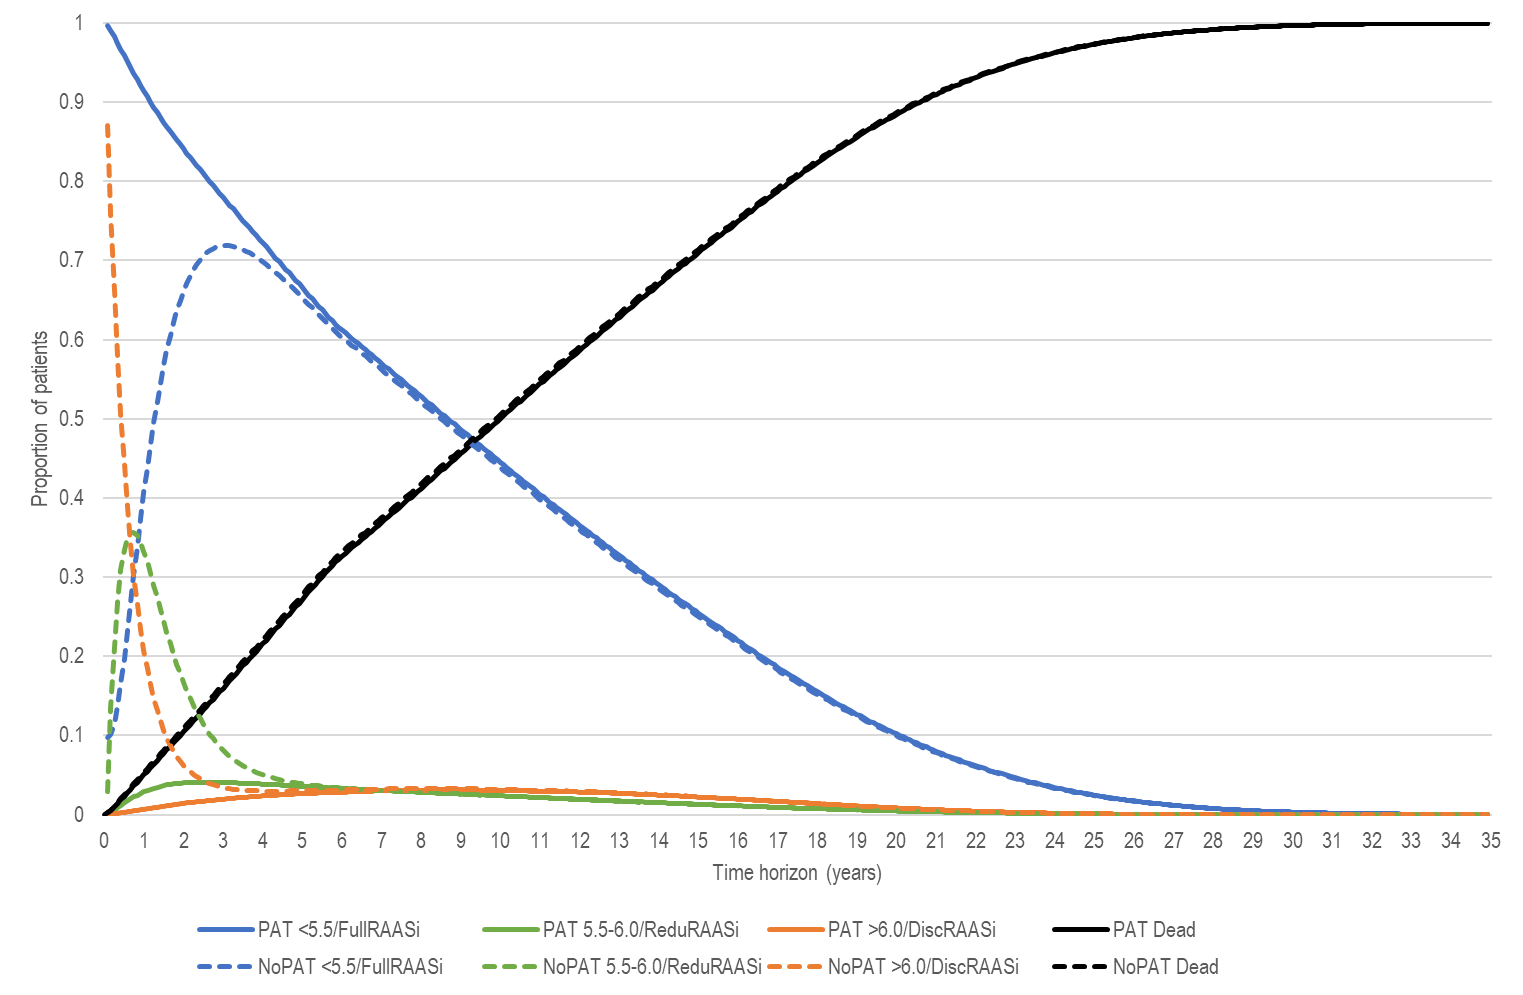 1
0.9
0.8
0.7
0.6
0.5
0.4
0.3
0.2
0.1
0
Proportion of patients
0 1 2 3 4 5 6 7 8 9 10 11 12 13 14 15 16 17 18 19 20 21 22 23 24 25 26 27 28 29 30 31 32 33 34 35
Time horizon (years)
PAT <5.5/FullRAASi PAT 5.5-6.0/ReduRAASi PAT >6.0/DiscRAASi PAT Dead
NoPAT <5.5/FullRAASi NoPAT 5.5-6.0/ReduRAASi NoPAT >6.0/DiscRAASi NoPAT Dead